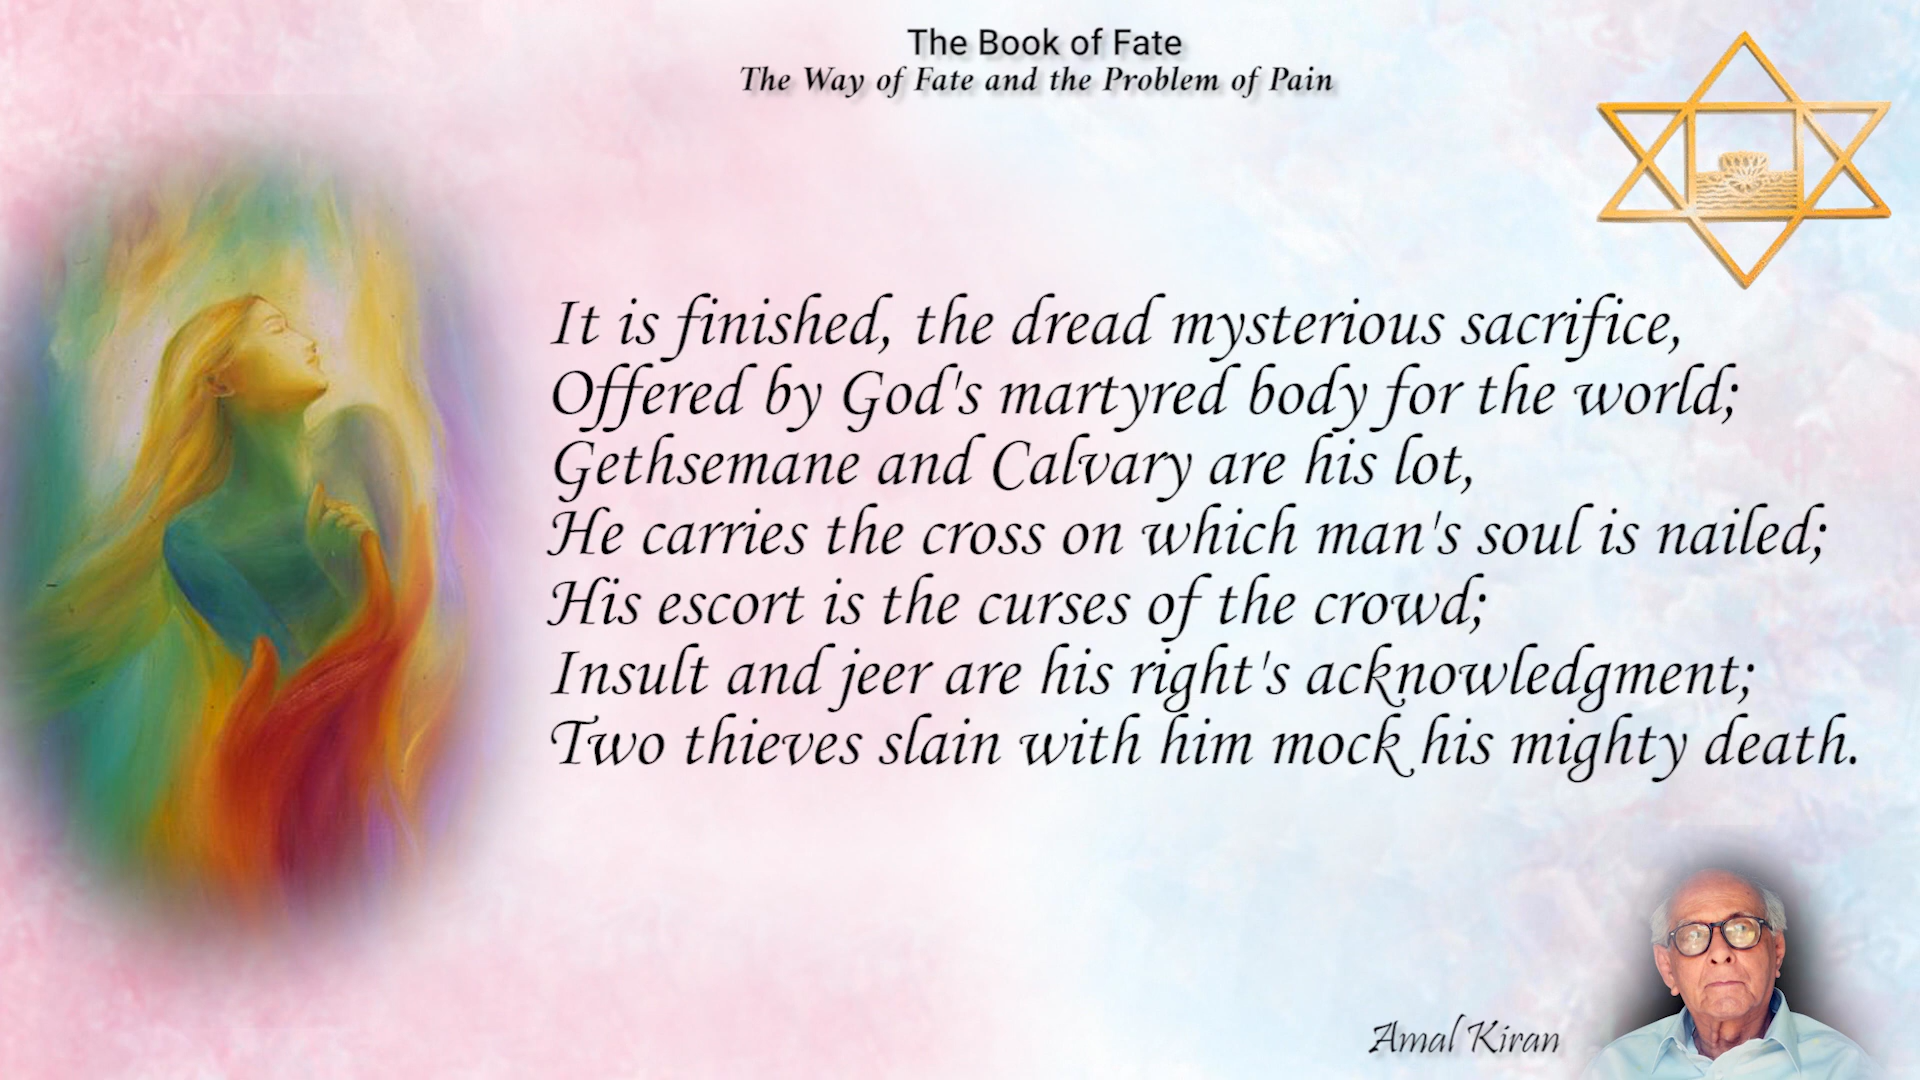 The Book of Fate
The Way of Fate and the Problem of Pain
It is finished, the dread mysterious sacrifice,
Offered by God's martyred body for the world;
Gethsemane and Calvary are his lot,
He carries the cross on which man's soul is nailed;
His escort is the curses of the crowd;
Insult and jeer are his right's acknowledgment;
Two thieves slain with him mock his mighty death.
Amal Kiran